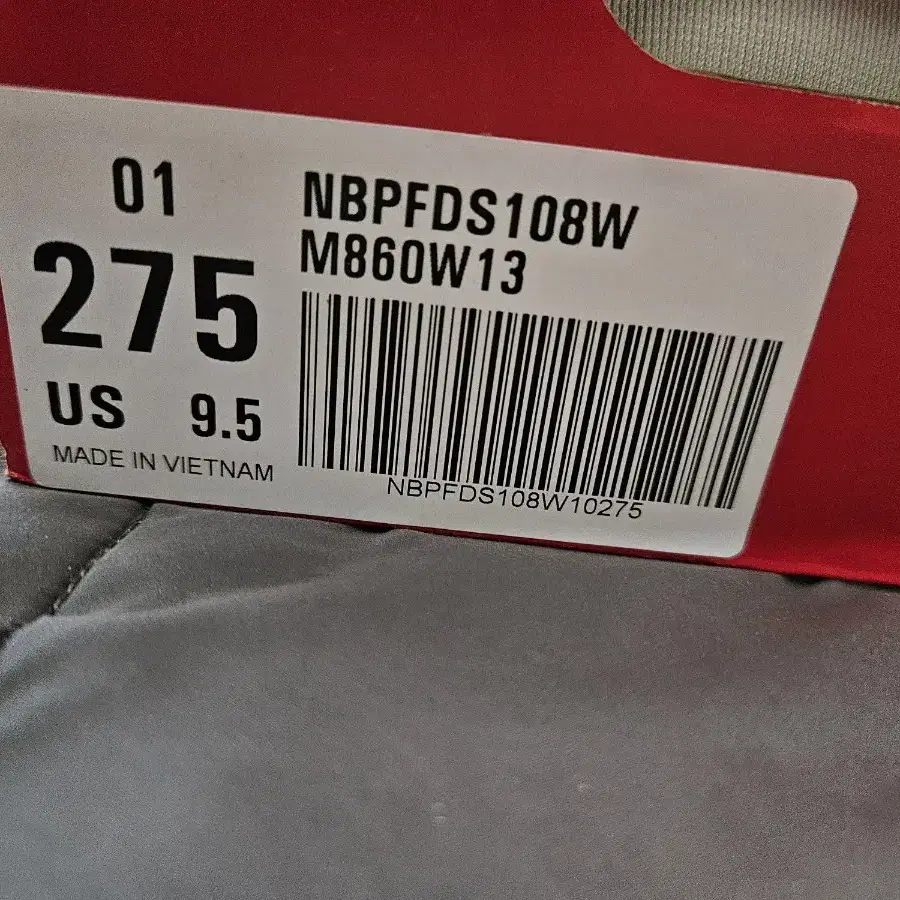 01
275
US 9.5
MADE IN VIETNAM
NBPFDS108W
M860W13
NBPFDS108W10275